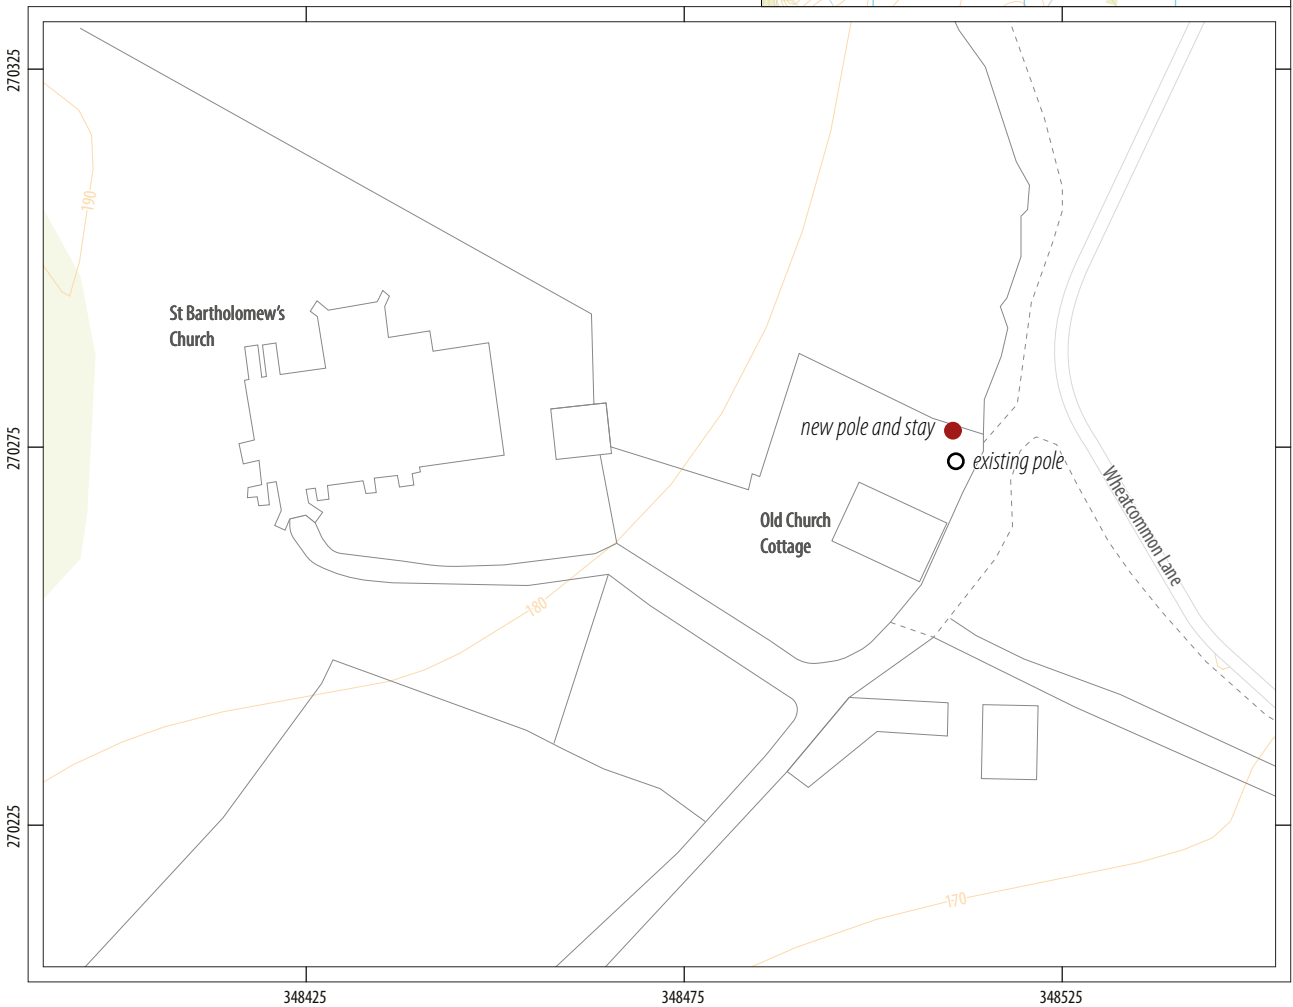 270325
190
St Bartholomew's
Church
270275
new pole and stay
existing pole
Wheatcommon Lane
Old Church
Cottage
180
270225
170
348425
348475
348525